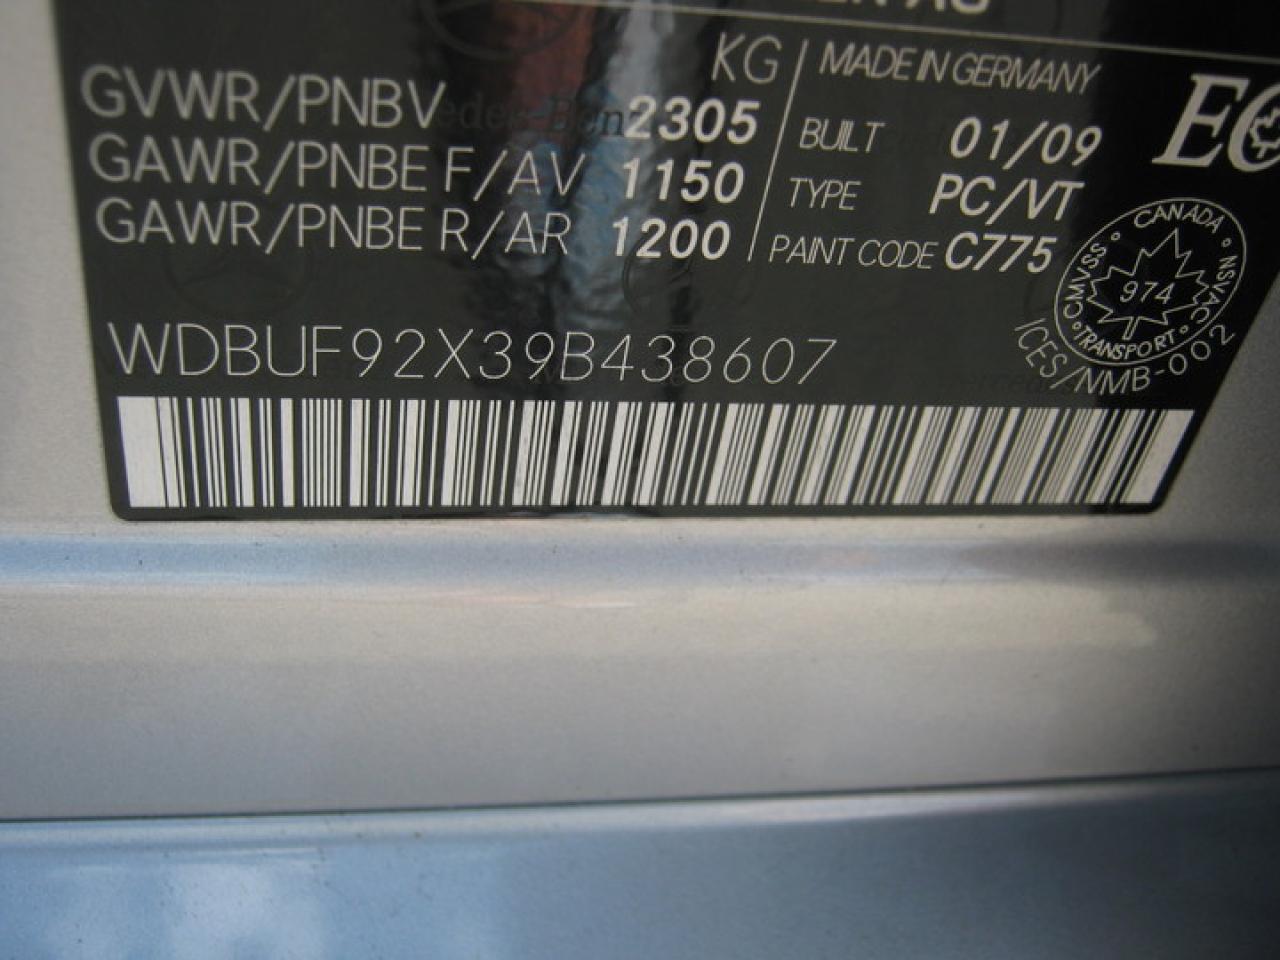 AG
KG
GVWR/PNBV 2305
GAWR/PNBE F/AV 1150
GAWR/PNBE R/AR 1200
MADE IN GERMANY
BUILT 01/09
TYPE PC/VT
PAINT CODE C775
CANADA
CMVSS
NSVAC
974
TRANSPORT
ICES/NMB-002
WDBUF92X39B438607